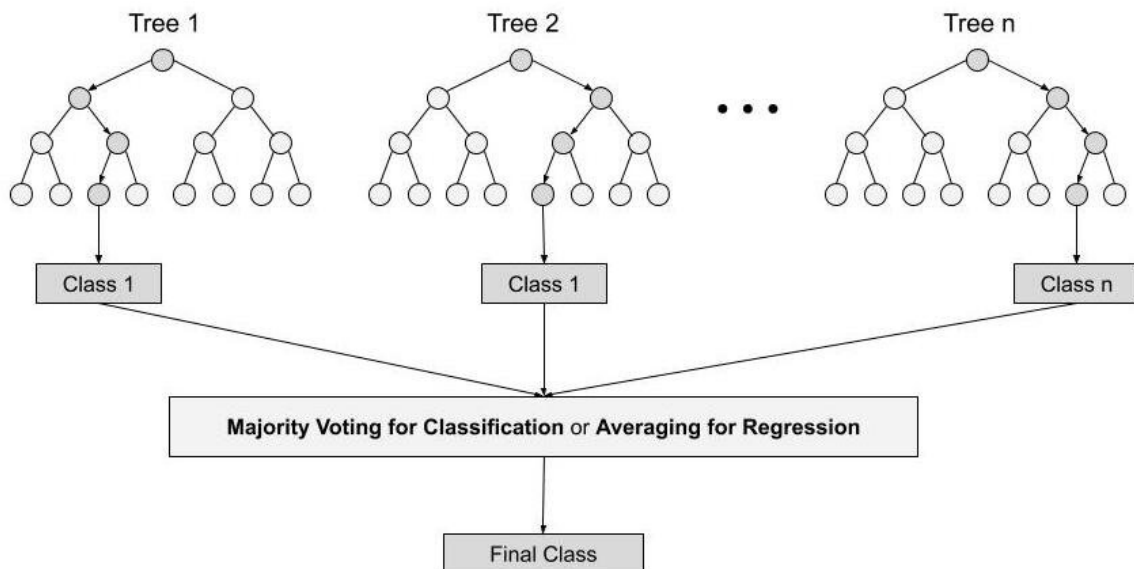 Tree 1
Tree 2
Tree n
Class 1
Class 1
Class n
Majority Voting for Classification or Averaging for Regression
Final Class